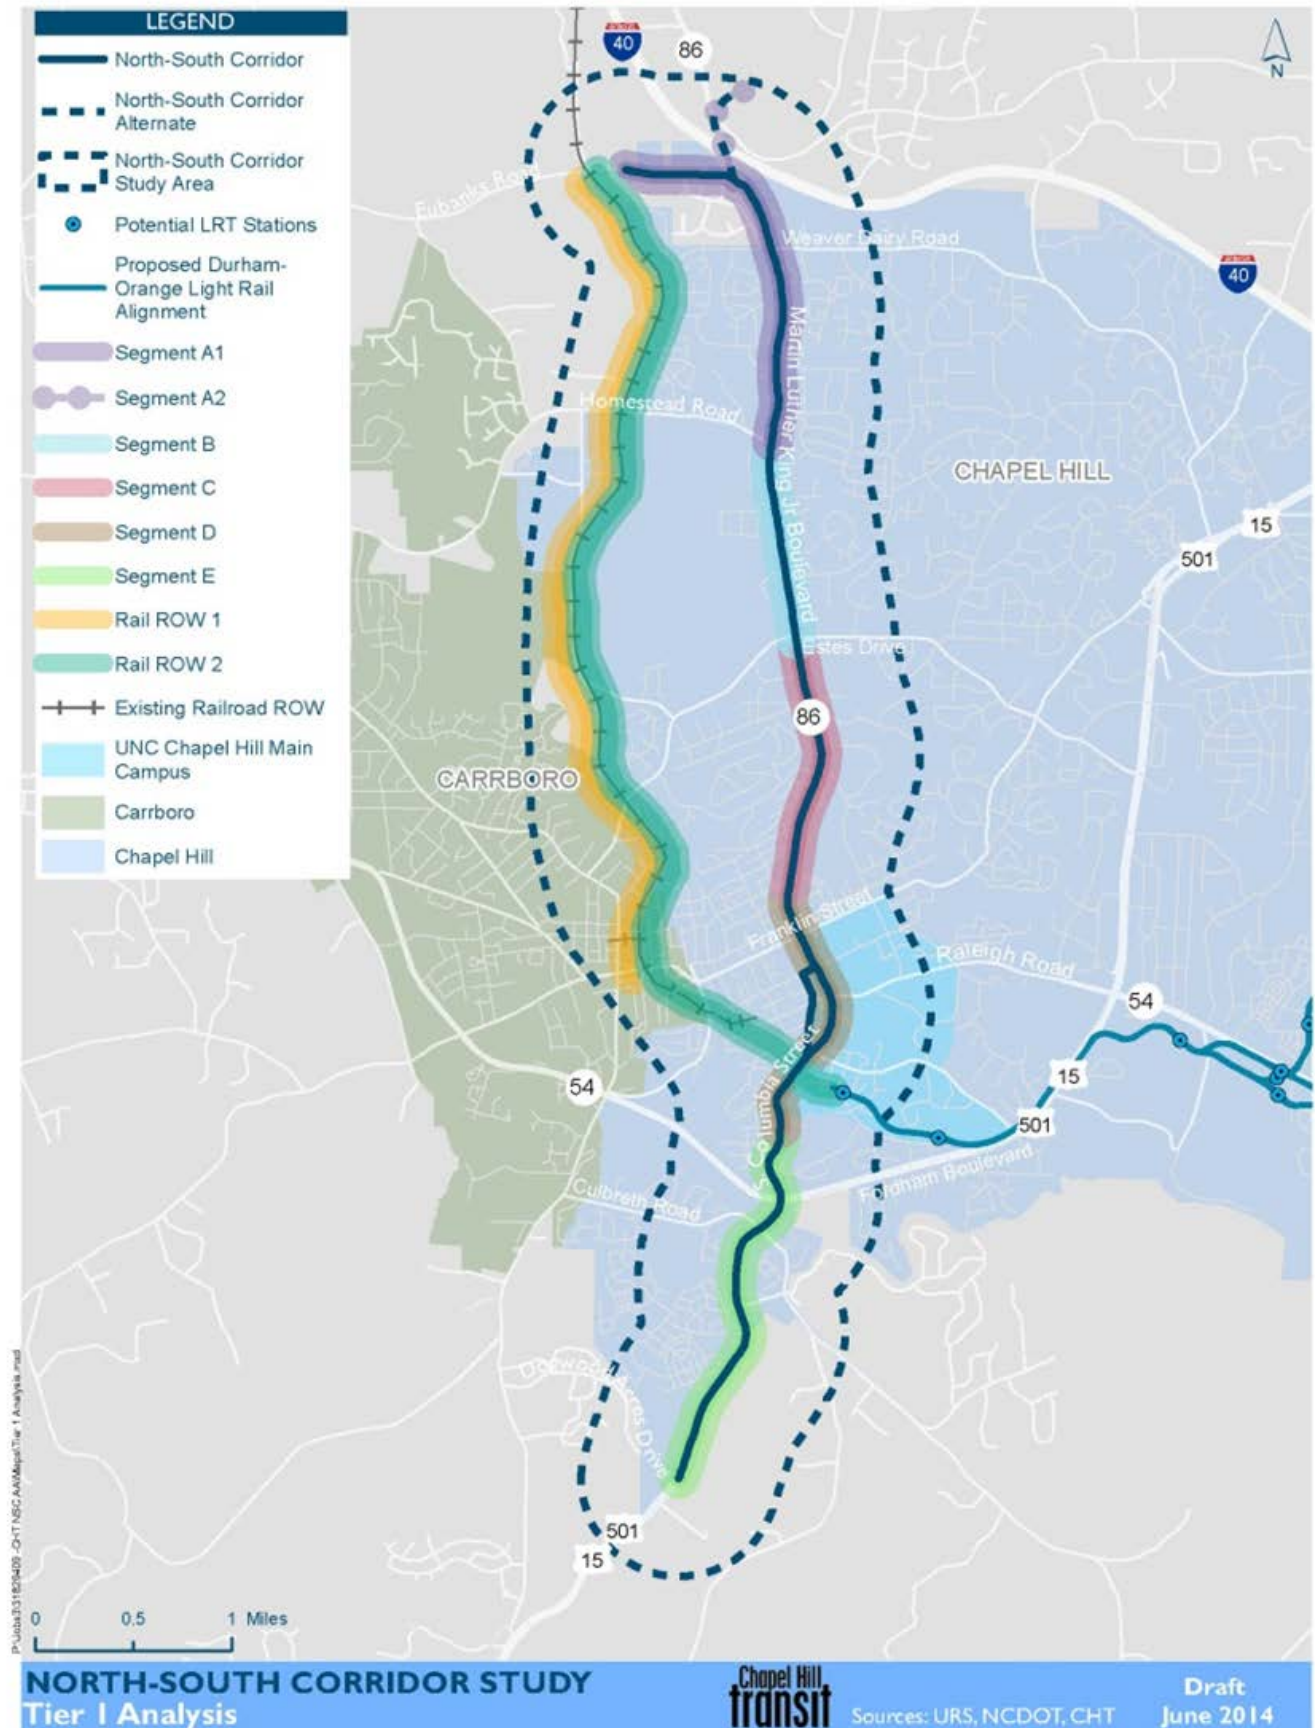 LEGEND
North-South Corridor
North-South Corridor
Alternate
North-South Corridor
Study Area
Potential LRT Stations
Proposed Durham-
Orange Light Rail
Alignment
Segment A1
Segment A2
Segment B
Segment C
Segment D
Segment E
Rail ROW 1
Rail ROW 2
Existing Railroad ROW
UNC Chapel Hill Main
Campus
Carrboro
Chapel Hill
40
86
N
Eubanks Road
Weaver Dairy Road
40
Martin Luther King Jr. Boulevard
Homestead Road
CHAPEL HILL
15
501
Estes Drive
86
CARRBORO
Franklin Street
Raleigh Road
54
54
S Columbia Street
15
501
Fordham Boulevard
Culbreth Road
Dogwood Acres Drive
501
15
0 0.5 1 Miles
NORTH-SOUTH CORRIDOR STUDY
Tier 1 Analysis
Chapel Hill
transit
Sources: URS, NCDOT, CHT
Draft
June 2014